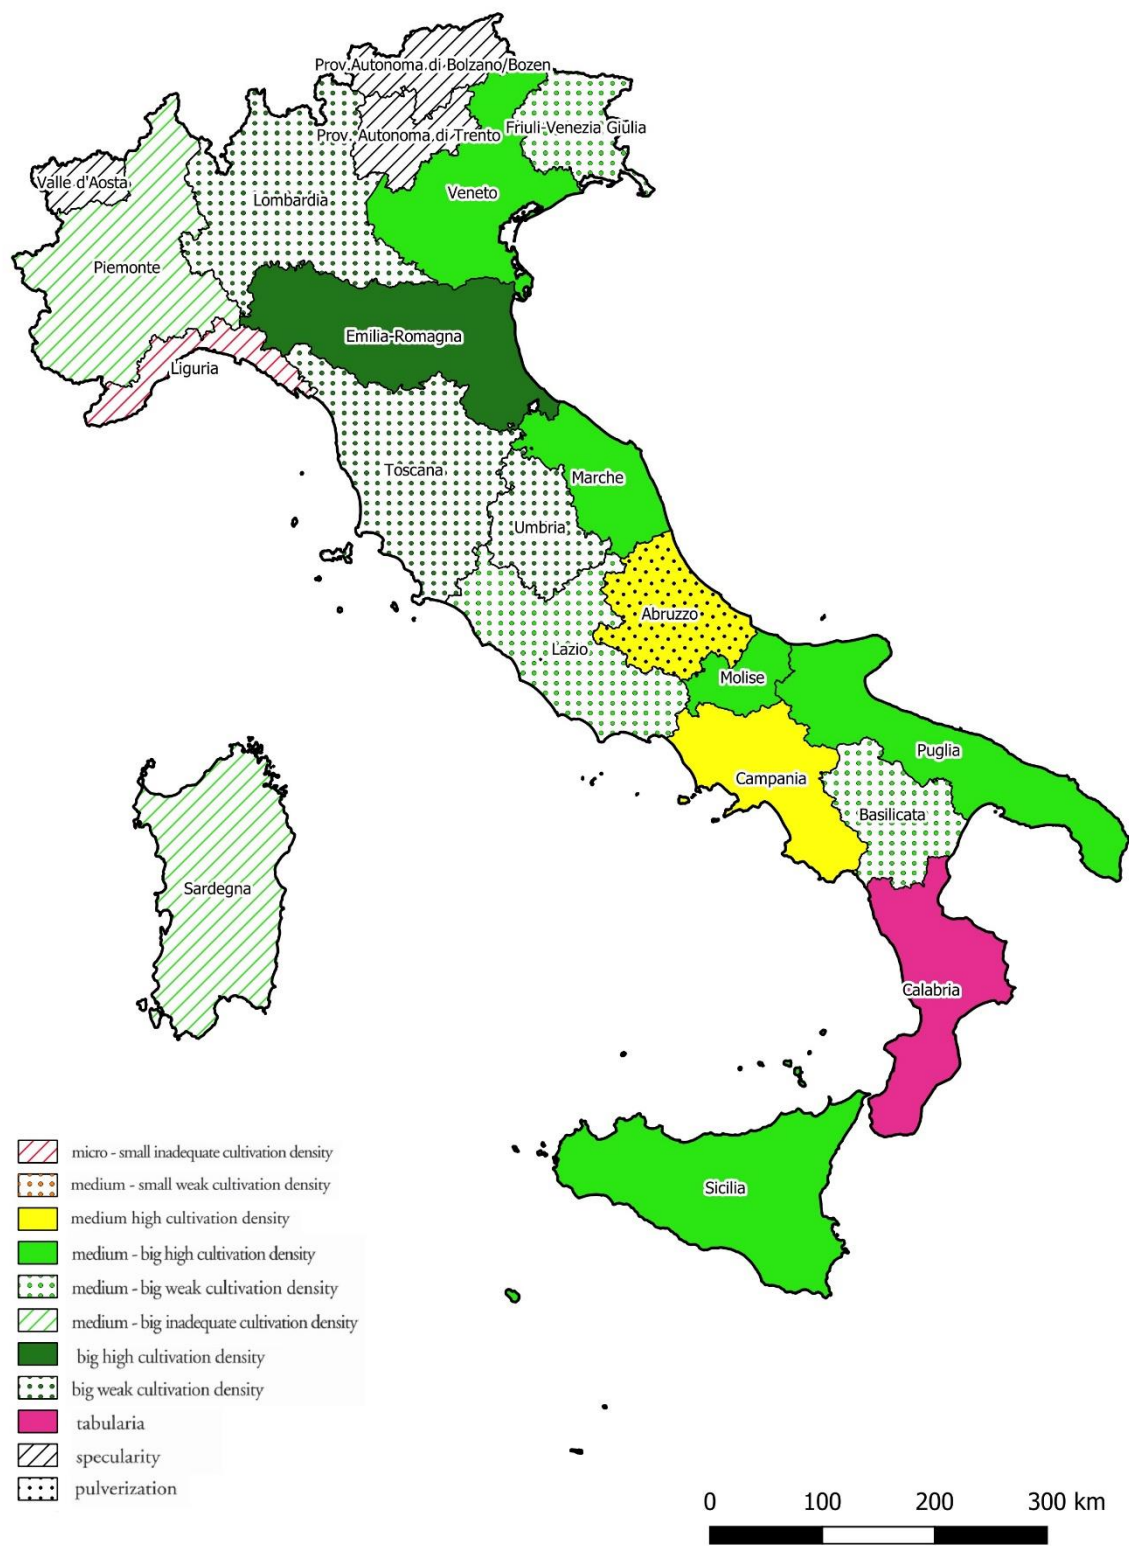 Prov.Autonoma di Bolzano/Bozen
Prov. Autonoma di Trento
Friuli-Venezia Giulia
Valle d'Aosta
Lombardia
Veneto
Piemonte
Emilia-Romagna
Liguria
Toscana
Marche
Umbria
Abruzzo
Lazio
Molise
Puglia
Campania
Basilicata
Sardegna
Calabria
Sicilia
micro - small inadequate cultivation density
medium - small weak cultivation density
medium high cultivation density
medium - big high cultivation density
medium - big weak cultivation density
medium - big inadequate cultivation density
big high cultivation density
big weak cultivation density
tabularia
specularity
pulverization
0 100 200 300 km